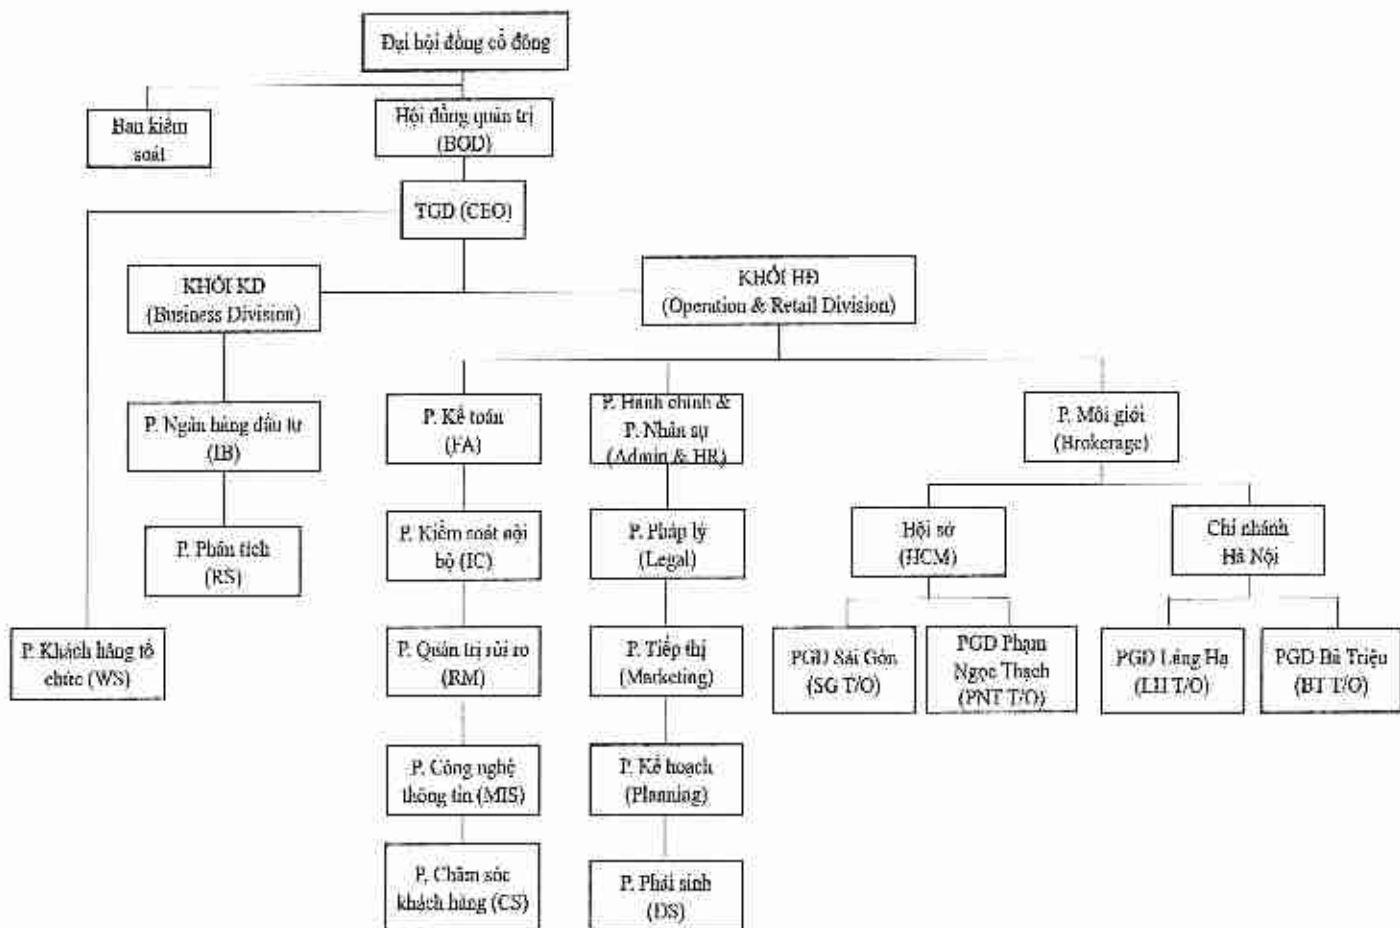 Đại hội đồng cổ đông
Ban kiểm
soát
Hội đồng quản trị
(BOD)
TGD (CEO)
KHỐI KD
(Business Division)
KHỐI HĐ
(Operation & Retail Division)
P. Ngân hàng đầu tư
(IB)
P. Kế toán
(FA)
P. Hành chính &
P. Nhân sự
(Admin & HR)
P. Môi giới
(Brokerage)
P. Phân tích
(RS)
P. Kiểm soát nội
bộ (IC)
P. Pháp lý
(Legal)
Hội sở
(HCM)
Chi nhánh
Hà Nội
P. Khách hàng tổ
chức (WS)
P. Quản trị rủi ro
(RM)
P. Tiếp thị
(Marketing)
PGD Sài Gòn
(SG T/O)
PGD Phạm
Ngọc Thạch
(PNT T/O)
PGD Láng Hạ
(LH T/O)
PGD Bà Triệu
(BT T/O)
P. Công nghệ
thông tin (MIS)
P. Kế hoạch
(Planning)
P. Chăm sóc
khách hàng (CS)
P. Phái sinh
(DS)